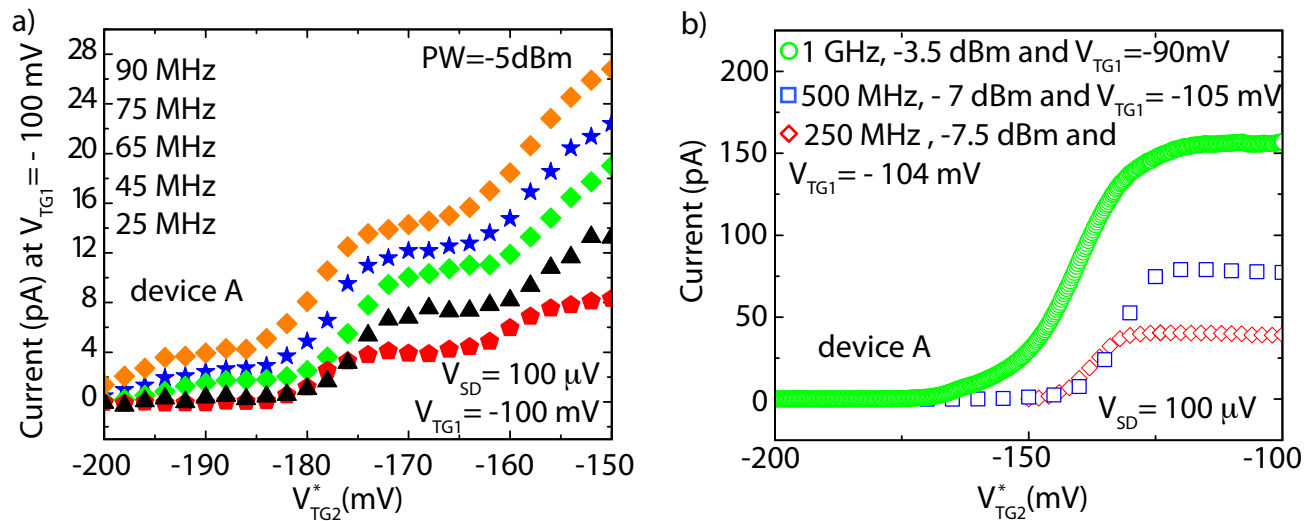 a)
Current (pA) at V_TG1 = - 100 mV
28
24
20
16
12
8
4
0
90 MHz
75 MHz
65 MHz
45 MHz
25 MHz
PW=-5dBm
device A
V_SD = 100 µV
V_TG1 = -100 mV
-200
-190
-180
-170
-160
-150
V*_TG2(mV)
b)
Current (pA)
200
150
100
50
0
1 GHz, -3.5 dBm and V_TG1=-90mV
500 MHz, - 7 dBm and V_TG1= -105 mV
250 MHz , -7.5 dBm and
V_TG1= - 104 mV
device A
V_SD= 100 µV
-200
-150
-100
V*_TG2(mV)